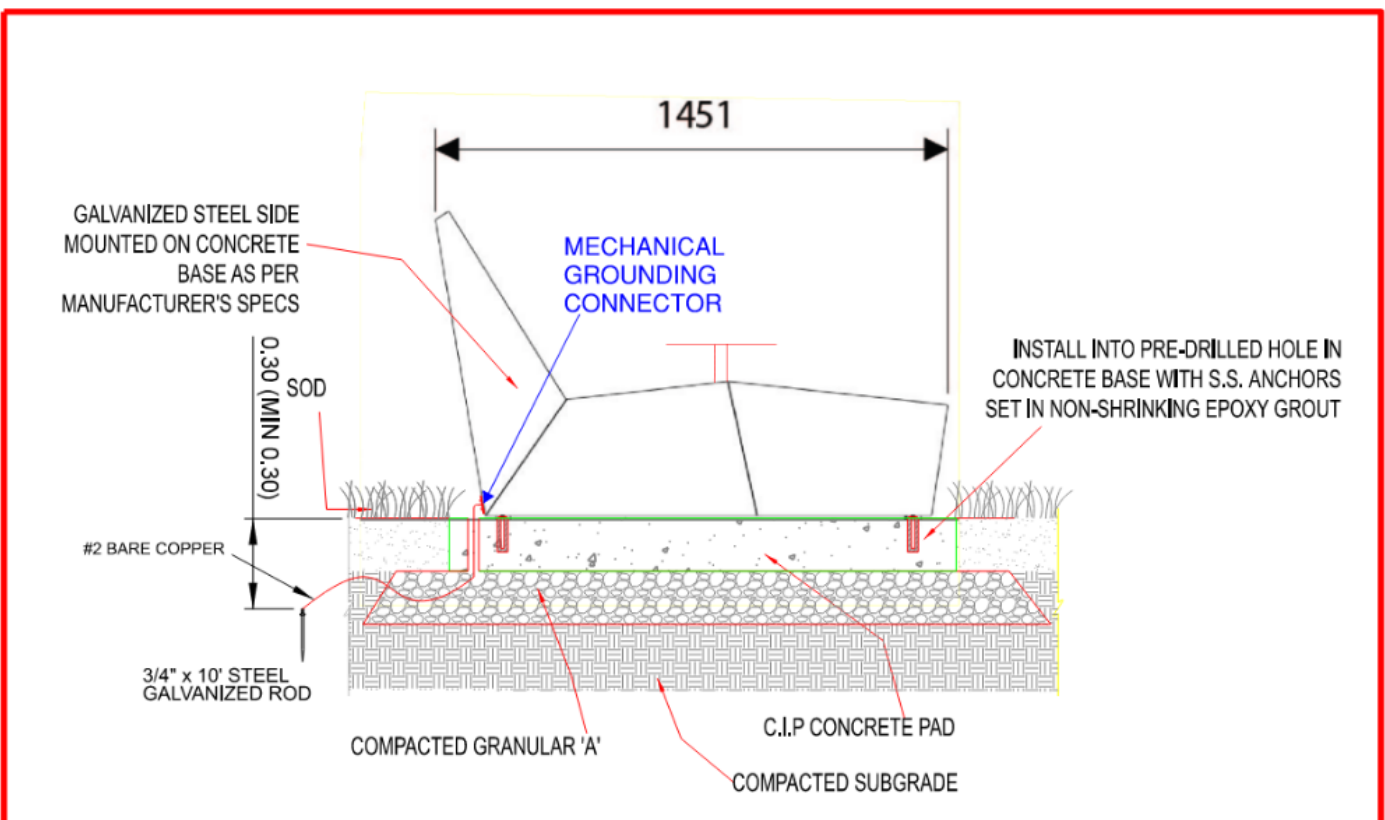 1451
GALVANIZED STEEL SIDE
MOUNTED ON CONCRETE
BASE AS PER
MANUFACTURER'S SPECS
MECHANICAL
GROUNDING
CONNECTOR
INSTALL INTO PRE-DRILLED HOLE IN
CONCRETE BASE WITH S.S. ANCHORS
SET IN NON-SHRINKING EPOXY GROUT
0.30 (MIN 0.30)
SOD
#2 BARE COPPER
3/4" x 10' STEEL
GALVANIZED ROD
COMPACTED GRANULAR 'A'
C.I.P CONCRETE PAD
COMPACTED SUBGRADE